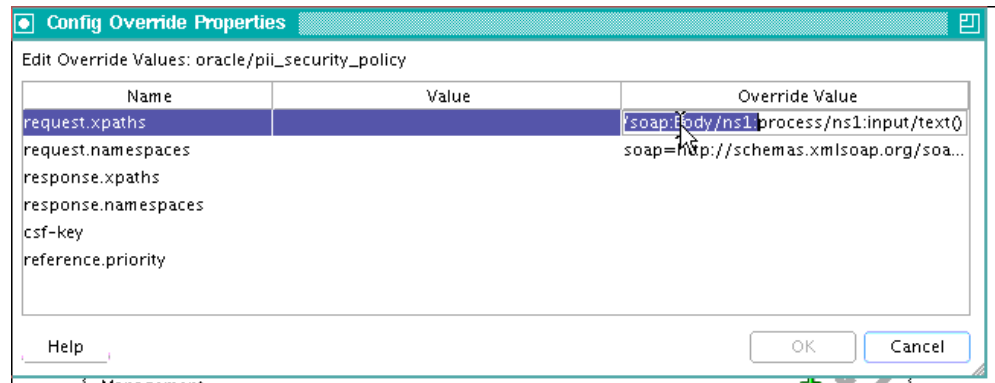 Config Override Properties
Edit Override Values: oracle/pii_security_policy
Name Value Override Value
request.xpaths /soap:Body/ns1:process/ns1:input/text()
request.namespaces soap=http://schemas.xmlsoap.org/soa...
response.xpaths
response.namespaces
csf-key
reference.priority
Help OK Cancel